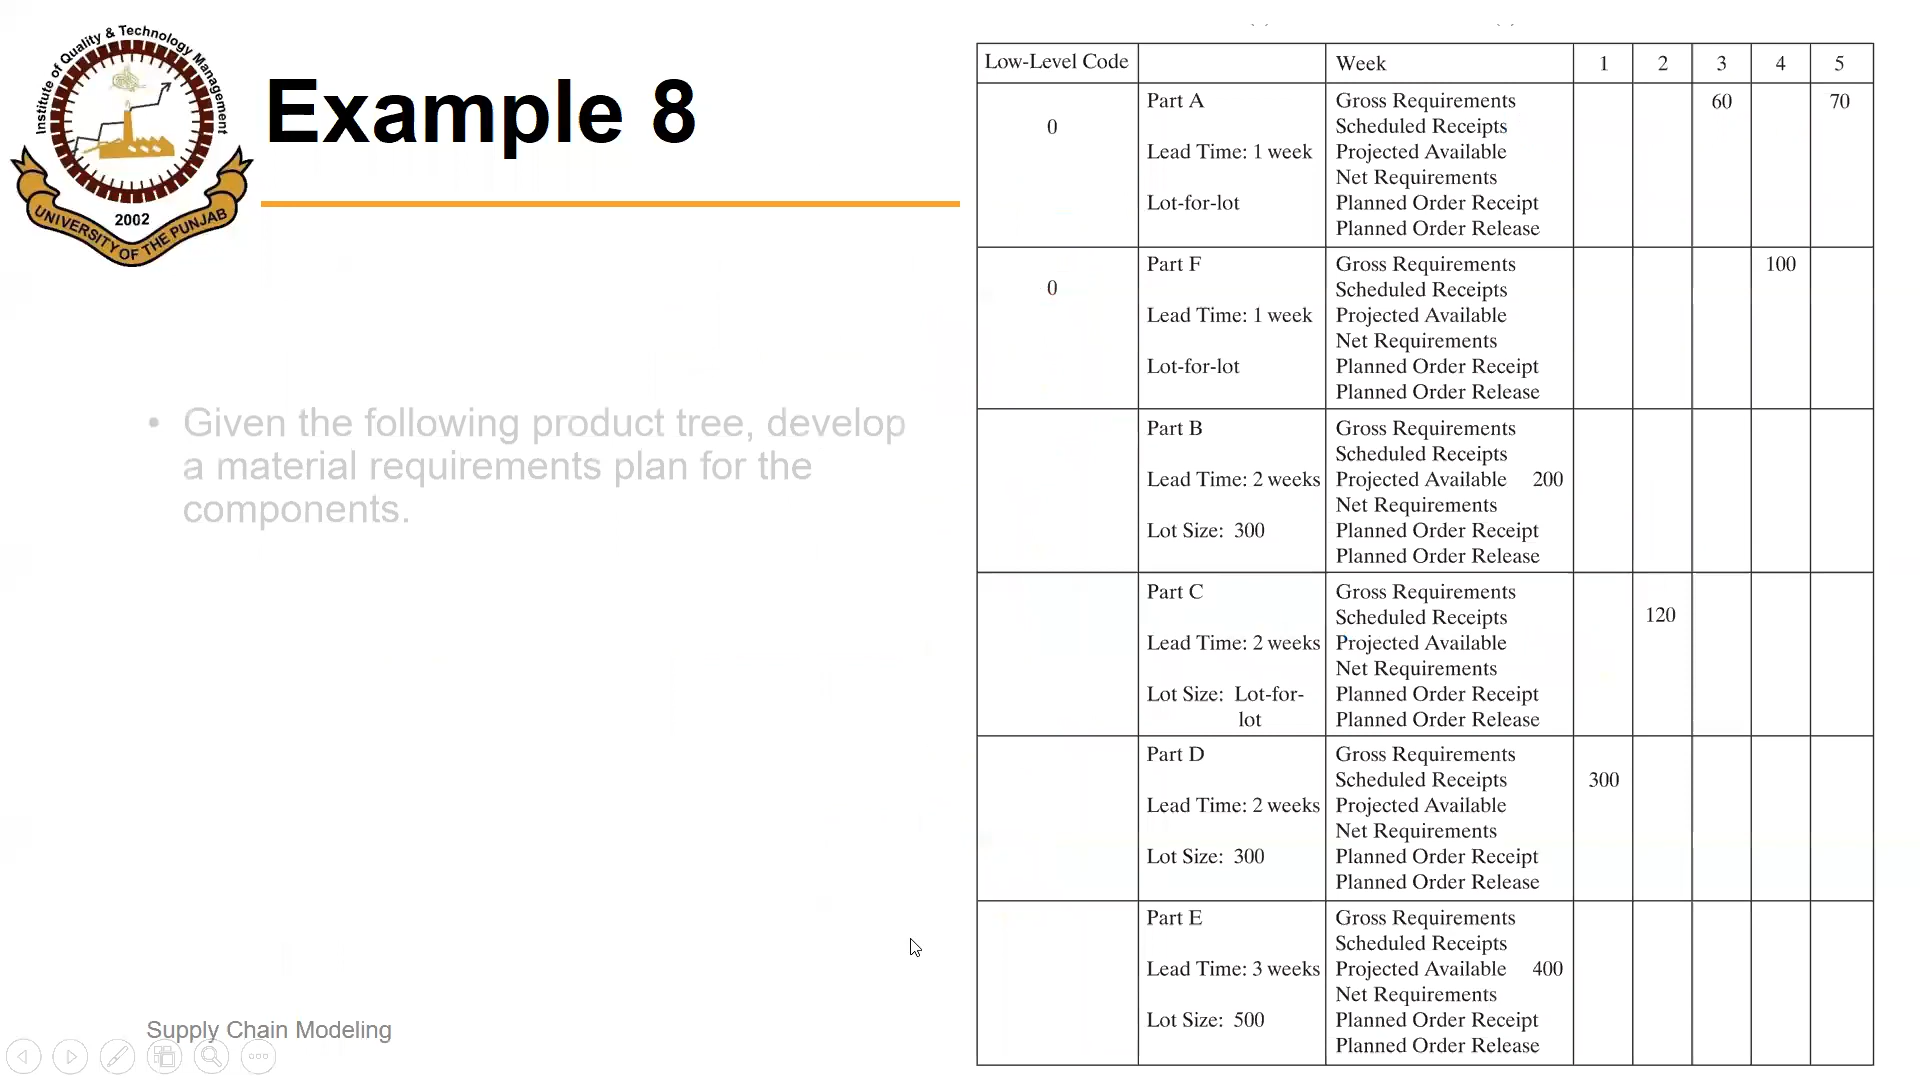 Institute of Quality & Technology Management
2002
UNIVERSITY OF THE PUNJAB
Example 8
• Given the following product tree, develop
a material requirements plan for the
components.
Supply Chain Modeling
Low-Level Code Week 1 2 3 4 5
0
Part A
Lead Time: 1 week
Lot-for-lot
Gross Requirements 60 70
Scheduled Receipts
Projected Available
Net Requirements
Planned Order Receipt
Planned Order Release
0
Part F
Lead Time: 1 week
Lot-for-lot
Gross Requirements 100
Scheduled Receipts
Projected Available
Net Requirements
Planned Order Receipt
Planned Order Release
Part B
Lead Time: 2 weeks
Lot Size: 300
Gross Requirements
Scheduled Receipts
Projected Available 200
Net Requirements
Planned Order Receipt
Planned Order Release
Part C
Lead Time: 2 weeks
Lot Size: Lot-for-
lot
Gross Requirements
Scheduled Receipts 120
Projected Available
Net Requirements
Planned Order Receipt
Planned Order Release
Part D
Lead Time: 2 weeks
Lot Size: 300
Gross Requirements
Scheduled Receipts 300
Projected Available
Net Requirements
Planned Order Receipt
Planned Order Release
Part E
Lead Time: 3 weeks
Lot Size: 500
Gross Requirements
Scheduled Receipts
Projected Available 400
Net Requirements
Planned Order Receipt
Planned Order Release